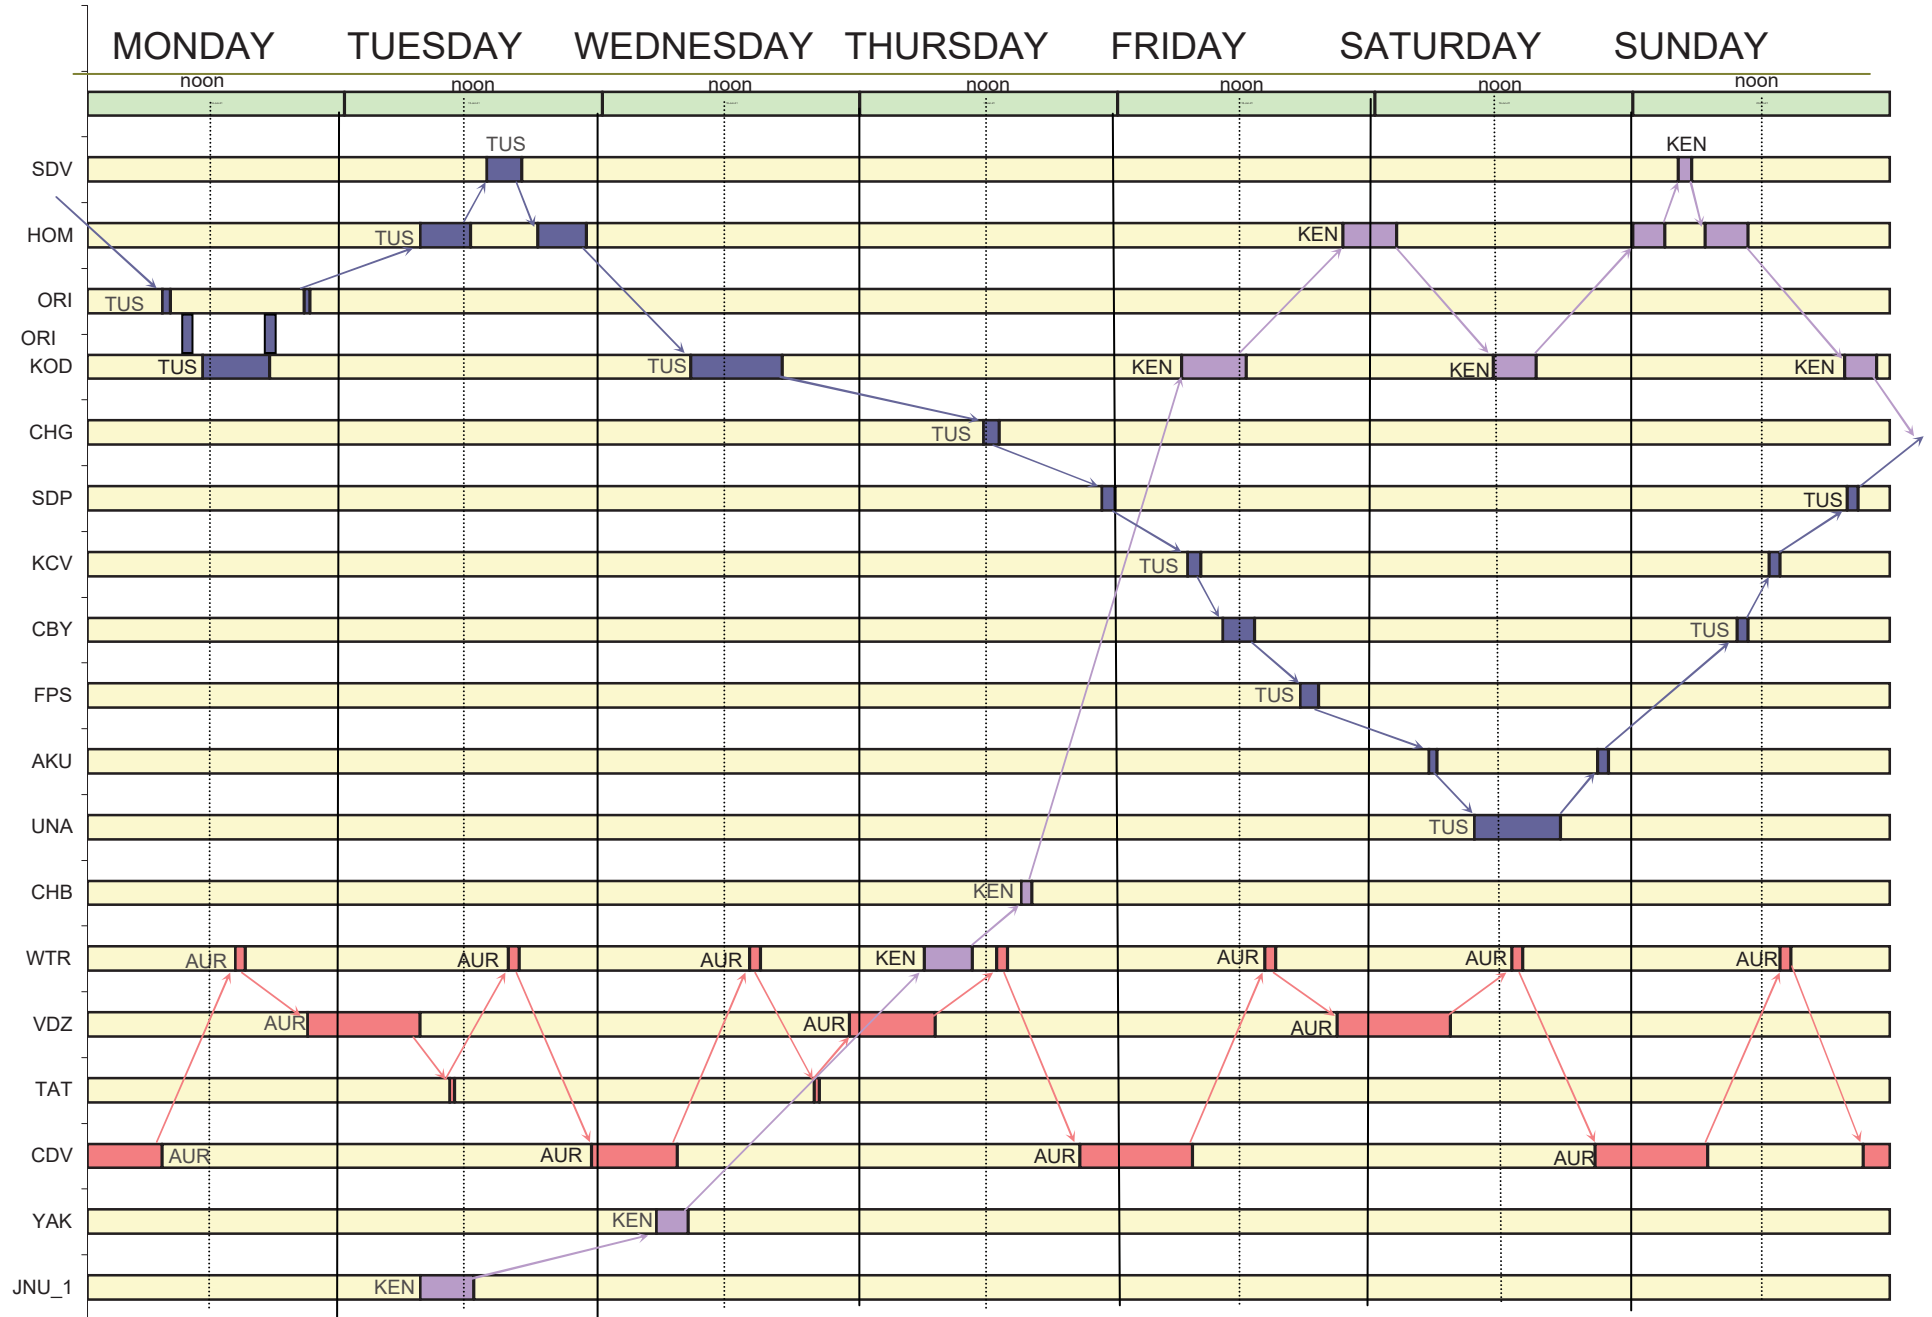 MONDAY TUESDAY WEDNESDAY THURSDAY FRIDAY SATURDAY SUNDAY
noon noon noon noon noon noon noon
TUS KEN
SDV
HOM TUS KEN
ORI TUS
ORI
KOD TUS TUS KEN KEN KEN
CHG TUS
SDP TUS
KCV TUS
CBY TUS TUS
FPS TUS
AKU
UNA TUS
CHB KEN
WTR AUR AUR AUR KEN AUR AUR AUR
VDZ AUR AUR AUR
TAT
CDV AUR AUR AUR AUR
YAK KEN
JNU_1 KEN